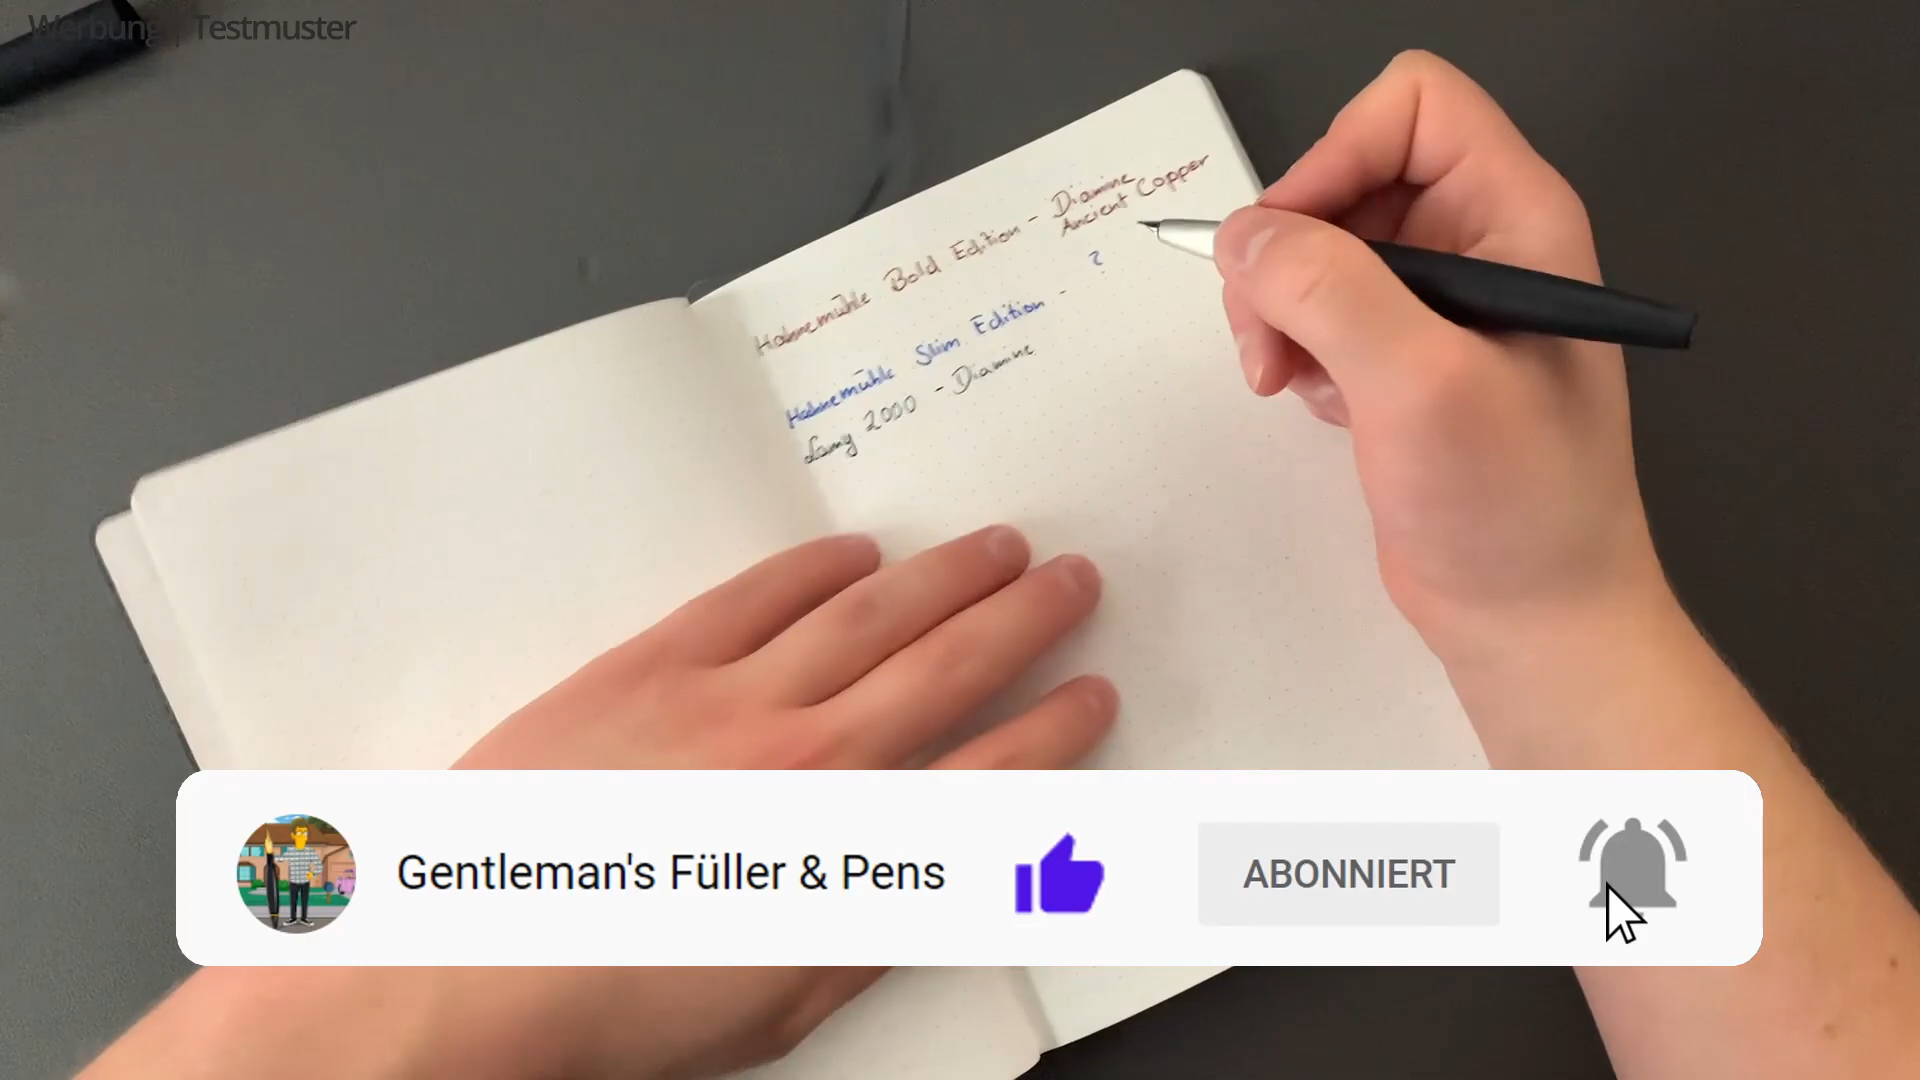 Werbung | Testmuster
Hahnemühle Bold Edition - Diamine
Ancient Copper
Hahnemühle Slim Edition - ?
Lamy 2000 - Diamine
Gentleman's Füller & Pens
ABONNIERT